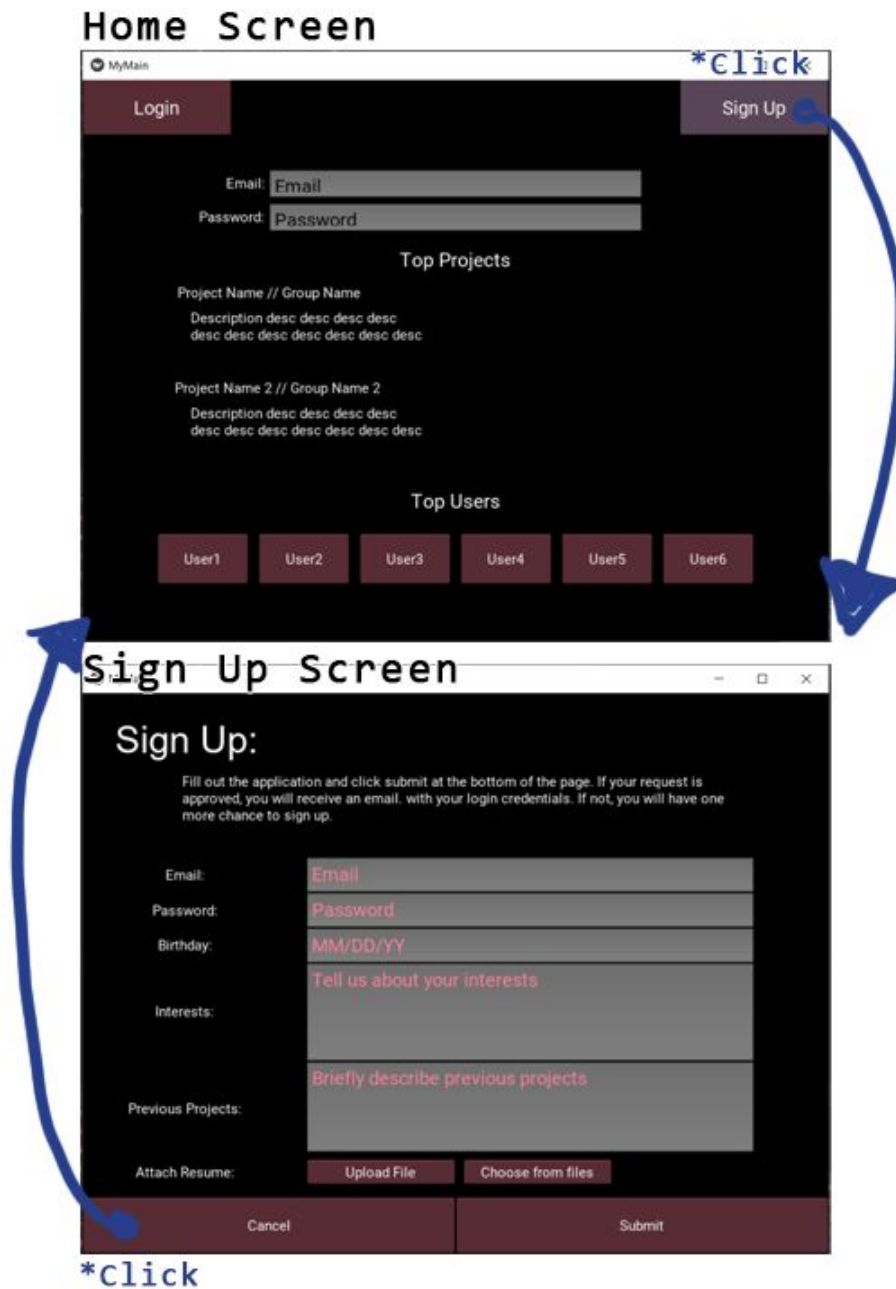 Home Screen
MyMain
*Click
Login
Sign Up
Email: Email
Password: Password
Top Projects
Project Name // Group Name
Description desc desc desc desc
desc desc desc desc desc desc desc
Project Name 2 // Group Name 2
Description desc desc desc desc
desc desc desc desc desc desc desc
Top Users
User1 User2 User3 User4 User5 User6
Sign Up Screen
Sign Up:
Fill out the application and click submit at the bottom of the page. If your request is
approved, you will receive an email. with your login credentials. If not, you will have one
more chance to sign up.
Email: Email
Password: Password
Birthday: MM/DD/YY
Interests: Tell us about your interests
Previous Projects: Briefly describe previous projects
Attach Resume: Upload File Choose from files
Cancel Submit
*Click